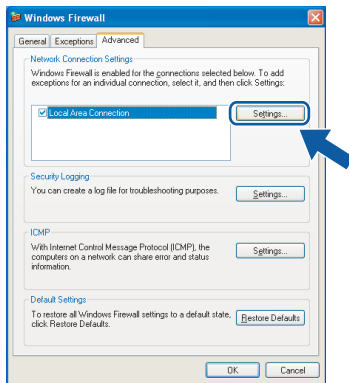 Windows Firewall
General Exceptions Advanced
Network Connection Settings
Windows Firewall is enabled for the connections selected below. To add
exceptions for an individual connection, select it, and then click Settings:
Local Area Connection
Settings...
Security Logging
You can create a log file for troubleshooting purposes.
Settings...
ICMP
With Internet Control Message Protocol (ICMP), the
computers on a network can share error and status
information.
Settings...
Default Settings
To restore all Windows Firewall settings to a default state,
click Restore Defaults.
Restore Defaults
OK Cancel